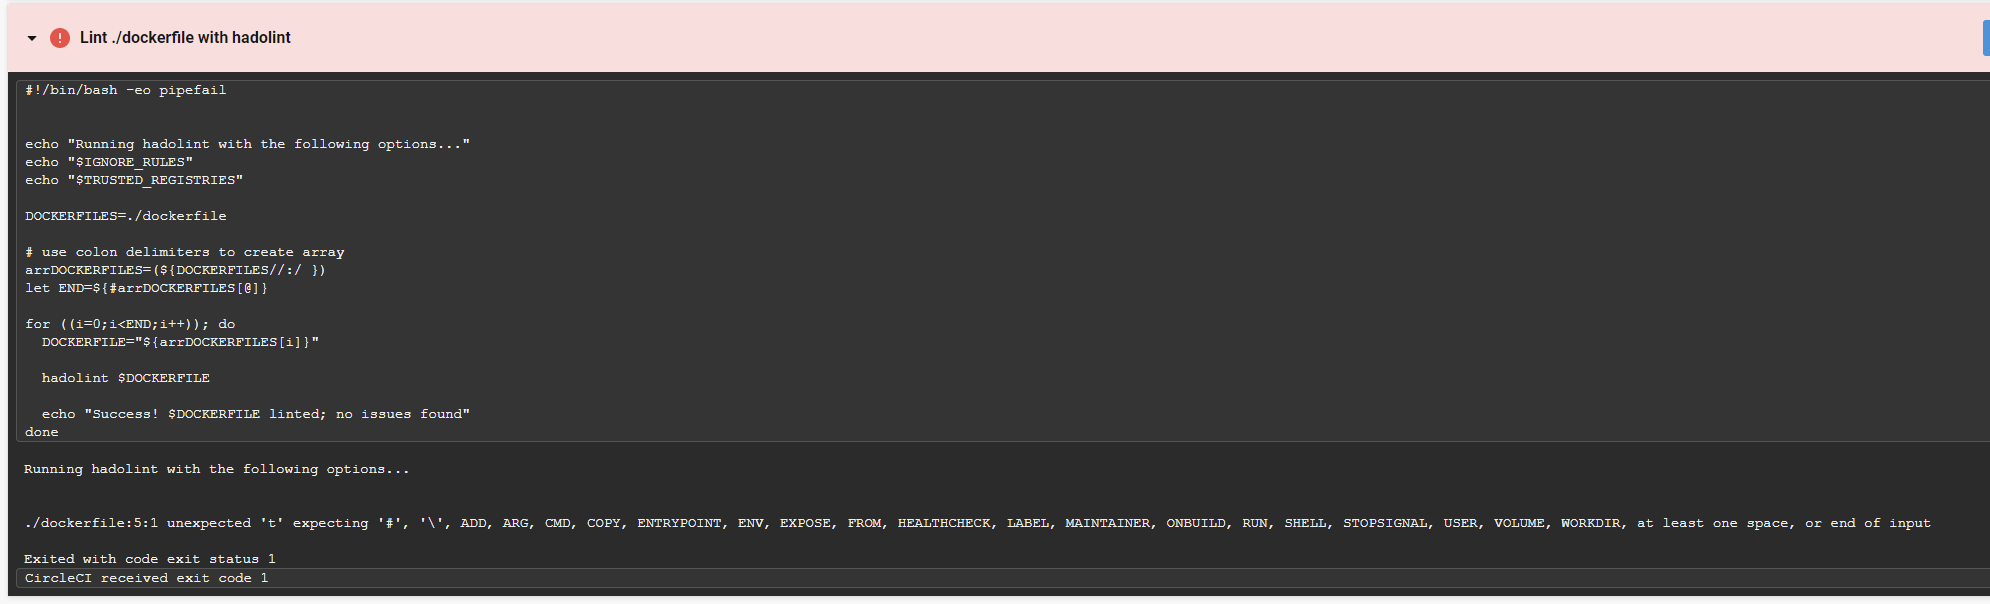 Lint ./dockerfile with hadolint
#!/bin/bash -eo pipefail
echo "Running hadolint with the following options..."
echo "$IGNORE_RULES"
echo "$TRUSTED_REGISTRIES"
DOCKERFILES=./dockerfile
# use colon delimiters to create array
arrDOCKERFILES=(${DOCKERFILES//:/ })
let END=${#arrDOCKERFILES[@]}
for ((i=0;i<END;i++)); do
  DOCKERFILE="${arrDOCKERFILES[i]}"
  hadolint $DOCKERFILE
  echo "Success! $DOCKERFILE linted; no issues found"
done
Running hadolint with the following options...
./dockerfile:5:1 unexpected 't' expecting '#', '\', ADD, ARG, CMD, COPY, ENTRYPOINT, ENV, EXPOSE, FROM, HEALTHCHECK, LABEL, MAINTAINER, ONBUILD, RUN, SHELL, STOPSIGNAL, USER, VOLUME, WORKDIR, at least one space, or end of input
Exited with code exit status 1
CircleCI received exit code 1